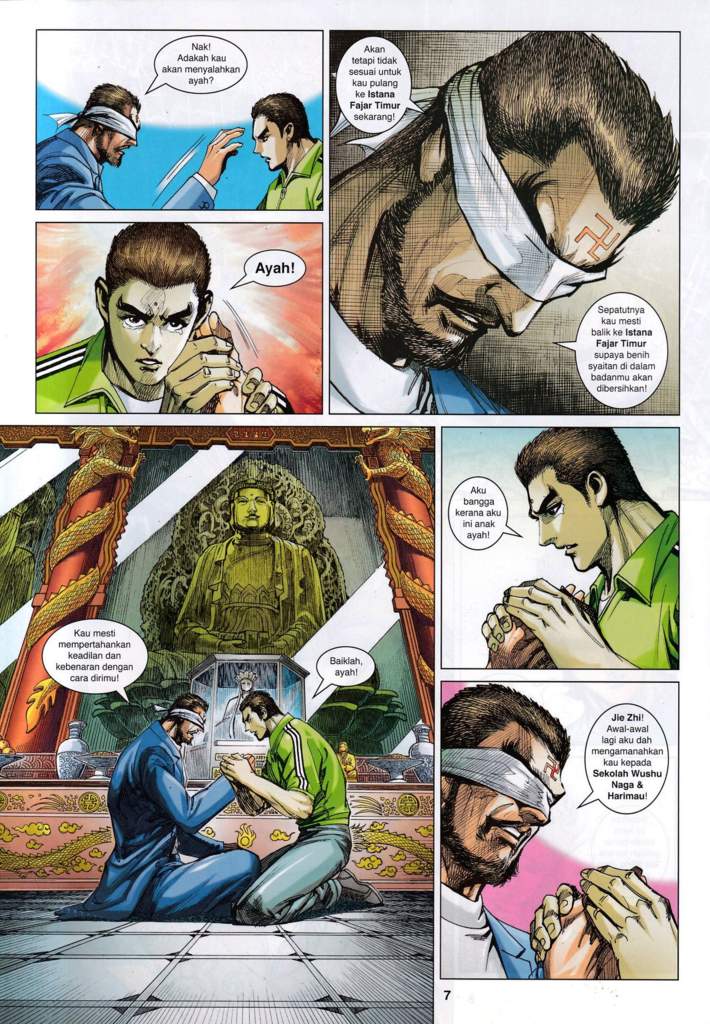 Nak!
Adakah kau
akan menyalahkan
ayah?
Akan
tetapi tidak
sesuai untuk
kau pulang
ke Istana
Fajar Timur
sekarang!
Ayah!
Sepatutnya
kau mesti
balik ke Istana
Fajar Timur
supaya benih
syaitan di dalam
badanmu akan
dibersihkan!
Kau mesti
mempertahankan
keadilan dan
kebenaran dengan
cara dirimu!
Baiklah,
ayah!
Aku
bangga
kerana aku
ini anak
ayah!
Jie Zhi!
Awal-awal
lagi aku dah
mengamanahkan
kau kepada
Sekolah Wushu
Naga &
Harimau!
7